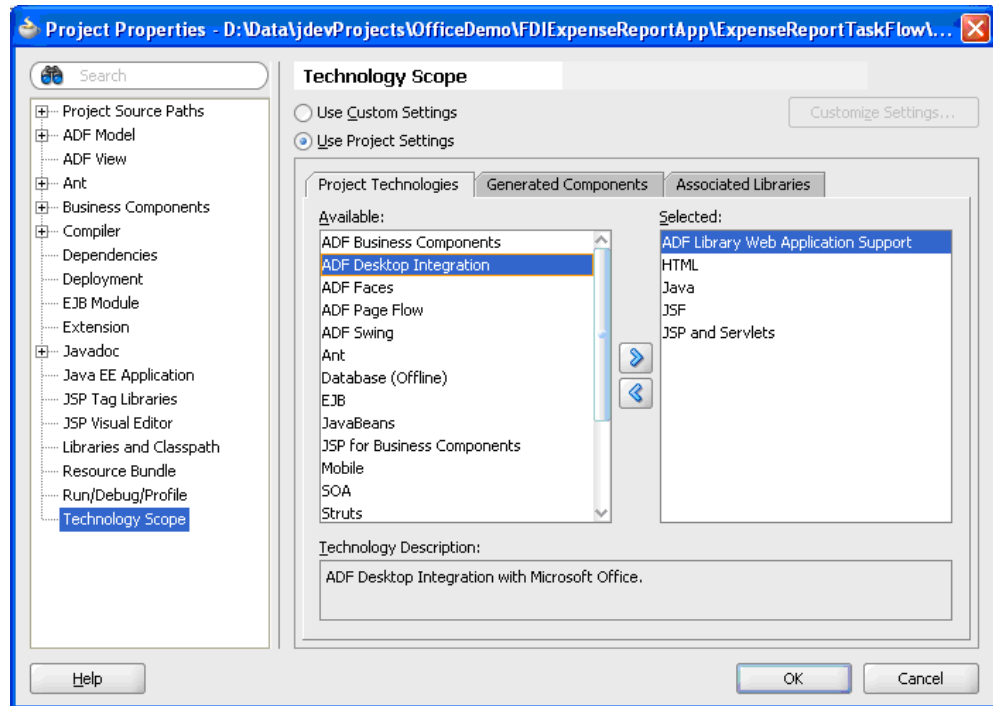 Project Properties - D:\Data\jdevProjects\OfficeDemo\FDIExpenseReportApp\ExpenseReportTaskFlow\...
Search
Project Source Paths
ADF Model
ADF View
Ant
Business Components
Compiler
Dependencies
Deployment
EJB Module
Extension
Javadoc
Java EE Application
JSP Tag Libraries
JSP Visual Editor
Libraries and Classpath
Resource Bundle
Run/Debug/Profile
Technology Scope
Technology Scope
Use Custom Settings
Customize Settings...
Use Project Settings
Project Technologies
Generated Components
Associated Libraries
Available:
ADF Business Components
ADF Desktop Integration
ADF Faces
ADF Page Flow
ADF Swing
Ant
Database (Offline)
EJB
JavaBeans
JSP for Business Components
Mobile
SOA
Struts
Selected:
ADF Library Web Application Support
HTML
Java
JSF
JSP and Servlets
Technology Description:
ADF Desktop Integration with Microsoft Office.
Help
OK
Cancel